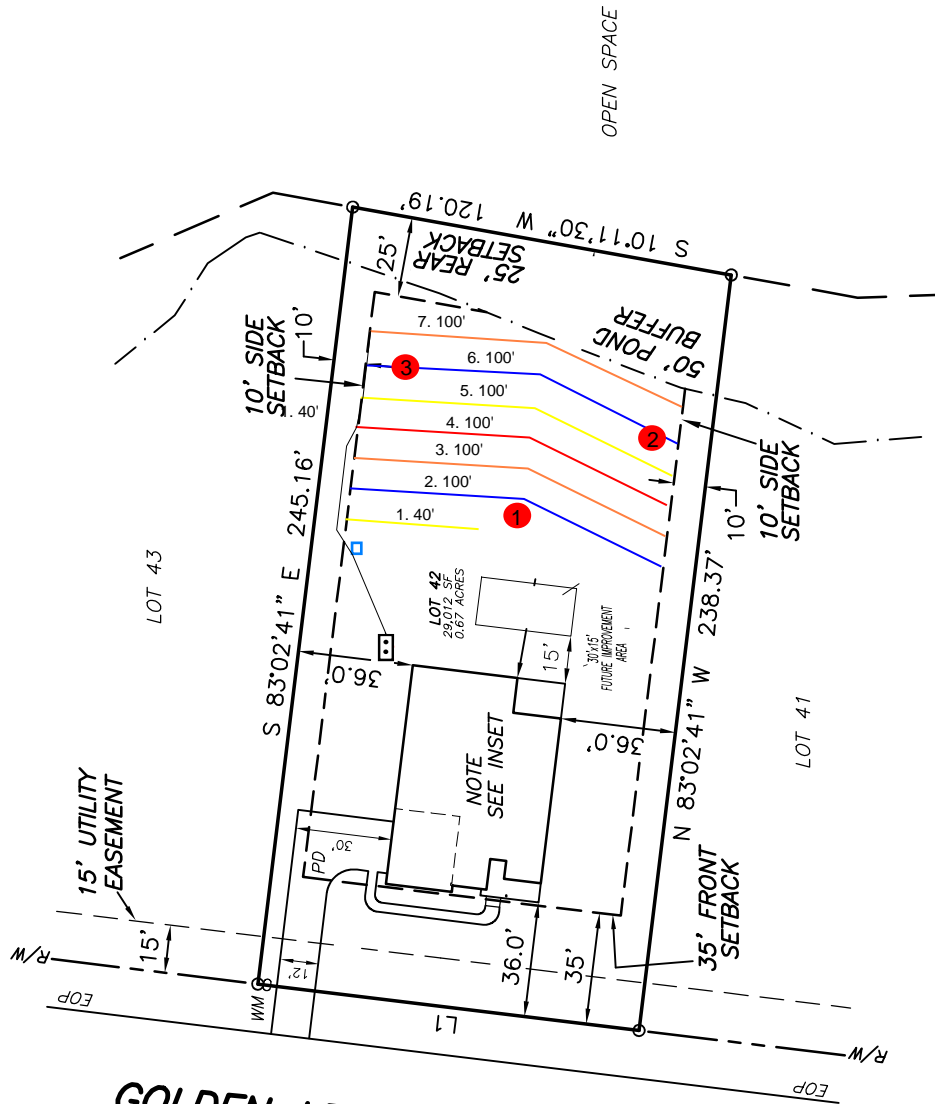 OPEN SPACE
S 10°11'30" W 120.19'
25' REAR
SETBACK
25'
50' POND
BUFFER
10' SIDE
SETBACK
10'
7. 100'
6. 100'
3
5. 100'
1. 40'
4. 100'
2
3. 100'
2. 100'
1
1. 40'
10' SIDE
SETBACK
10'
S 83°02'41" E 245.16'
N 83°02'41" W 238.37'
LOT 43
LOT 42
29,012 SF
0.67 ACRES
30'x15'
FUTURE IMPROVEMENT
AREA
15'
36.0'
36.0'
LOT 41
NOTE
SEE INSET
15' UTILITY
EASEMENT
30'
PD
15'
12'
36.0'
35'
35' FRONT
SETBACK
R/W
EOP
WM
L1
R/W
EOP
GOLDEN